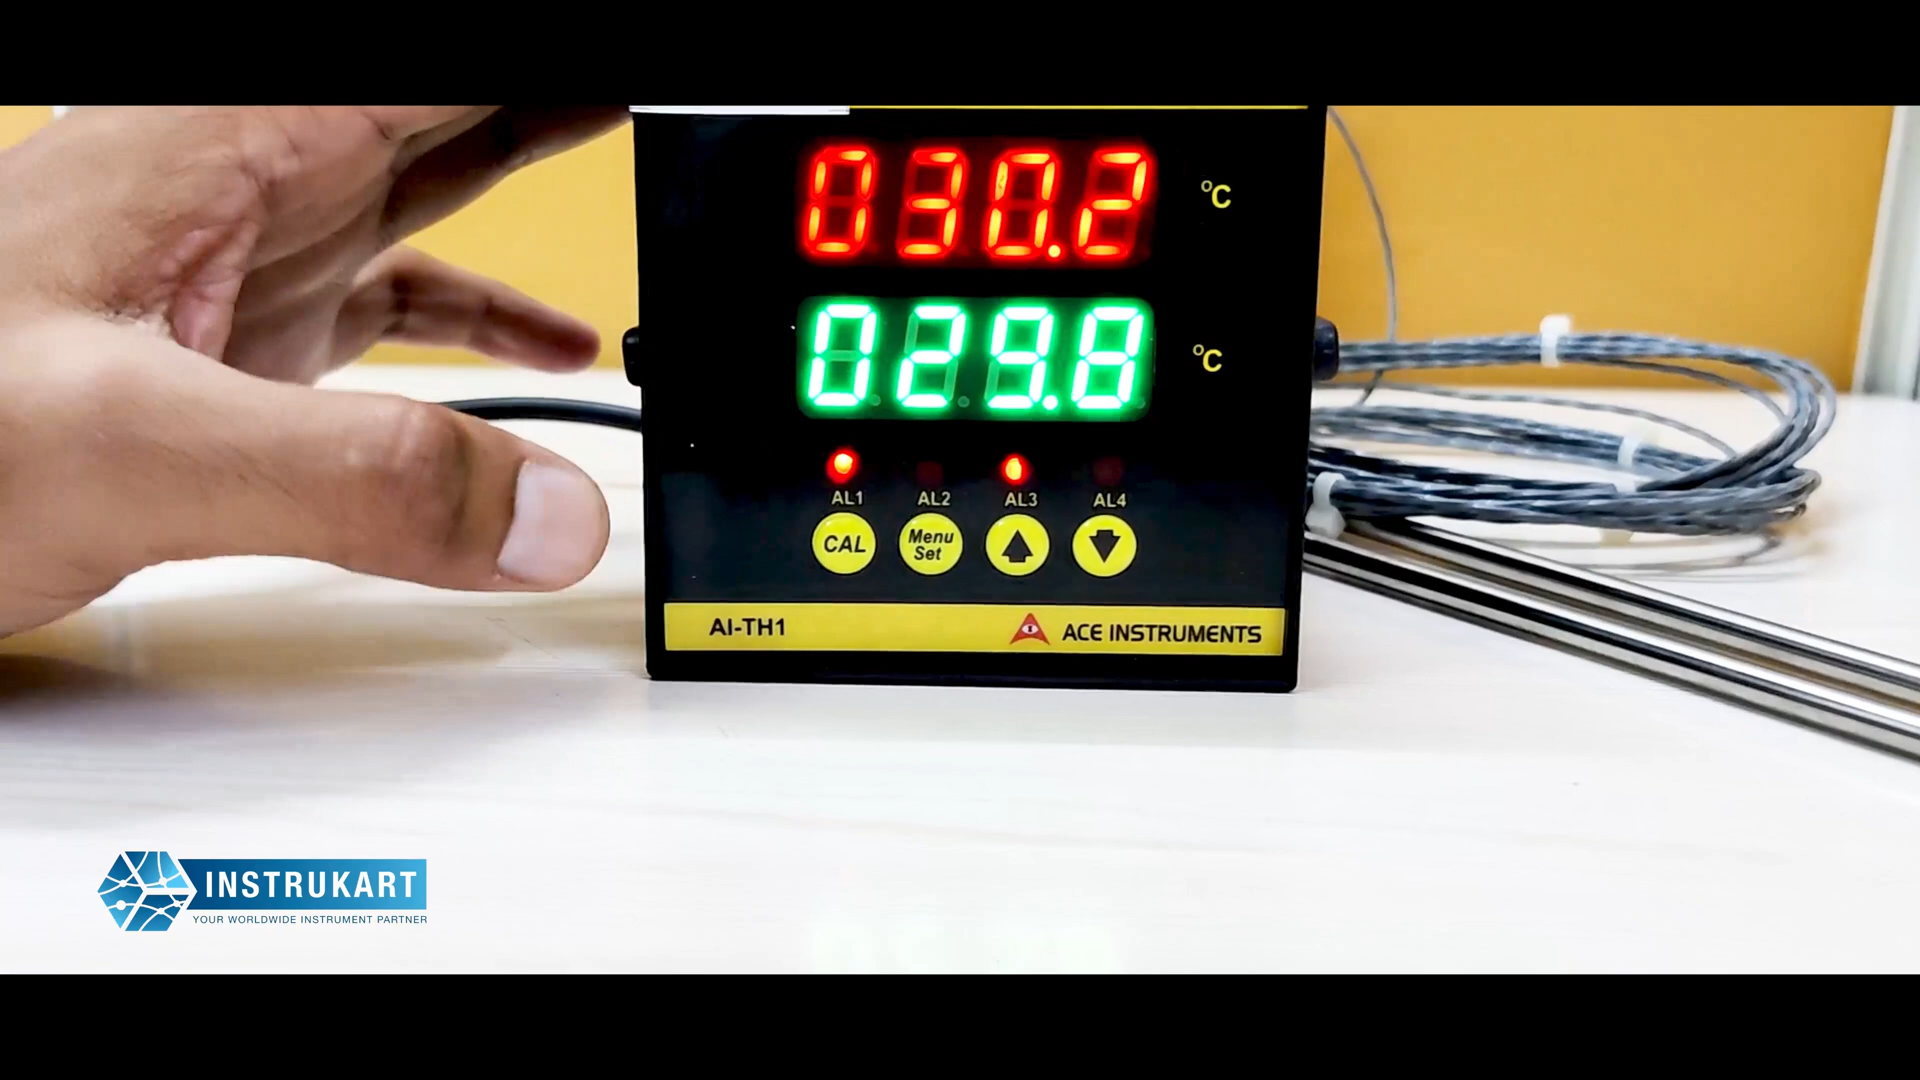 030.2 °C
029.8 °C
AL1 AL2 AL3 AL4
CAL Menu Set
AI-TH1 ACE INSTRUMENTS
INSTRUKART
YOUR WORLDWIDE INSTRUMENT PARTNER